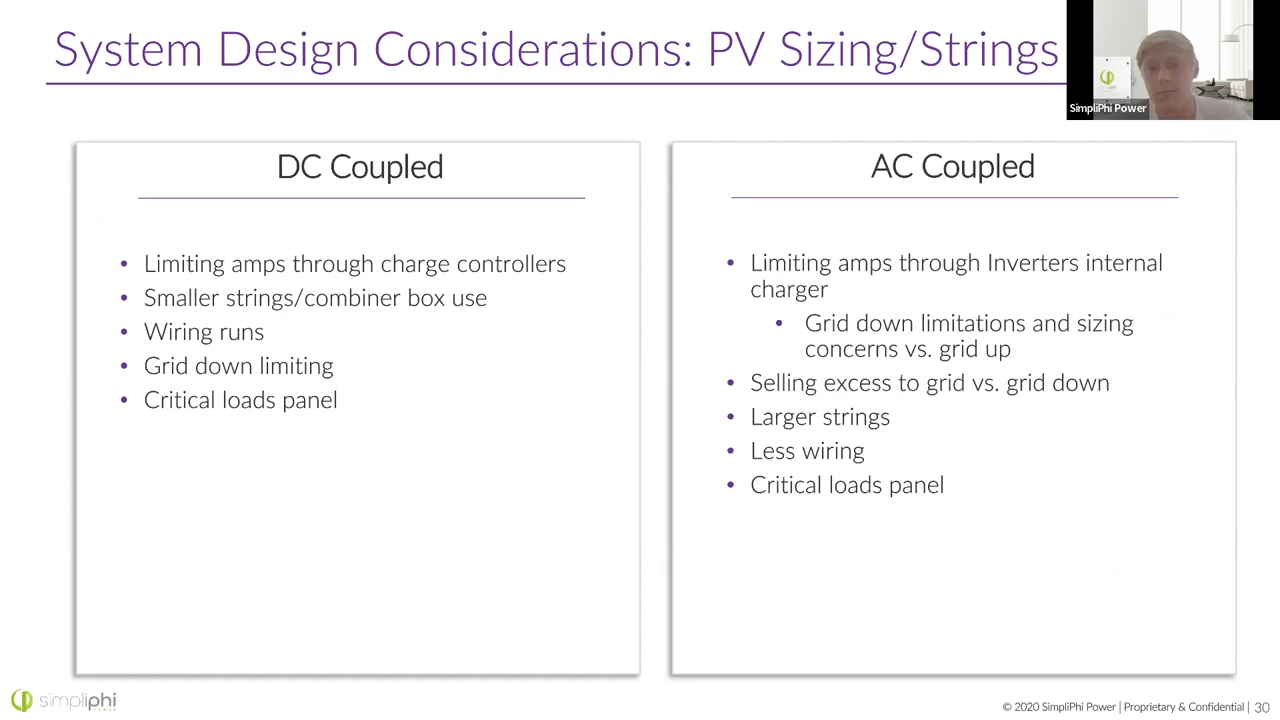 System Design Considerations: PV Sizing/Strings
SimpliPhi Power
DC Coupled
• Limiting amps through charge controllers
• Smaller strings/combiner box use
• Wiring runs
• Grid down limiting
• Critical loads panel
AC Coupled
• Limiting amps through Inverters internal
charger
• Grid down limitations and sizing
concerns vs. grid up
• Selling excess to grid vs. grid down
• Larger strings
• Less wiring
• Critical loads panel
simpliphi
POWER
© 2020 SimpliPhi Power | Proprietary & Confidential | 30